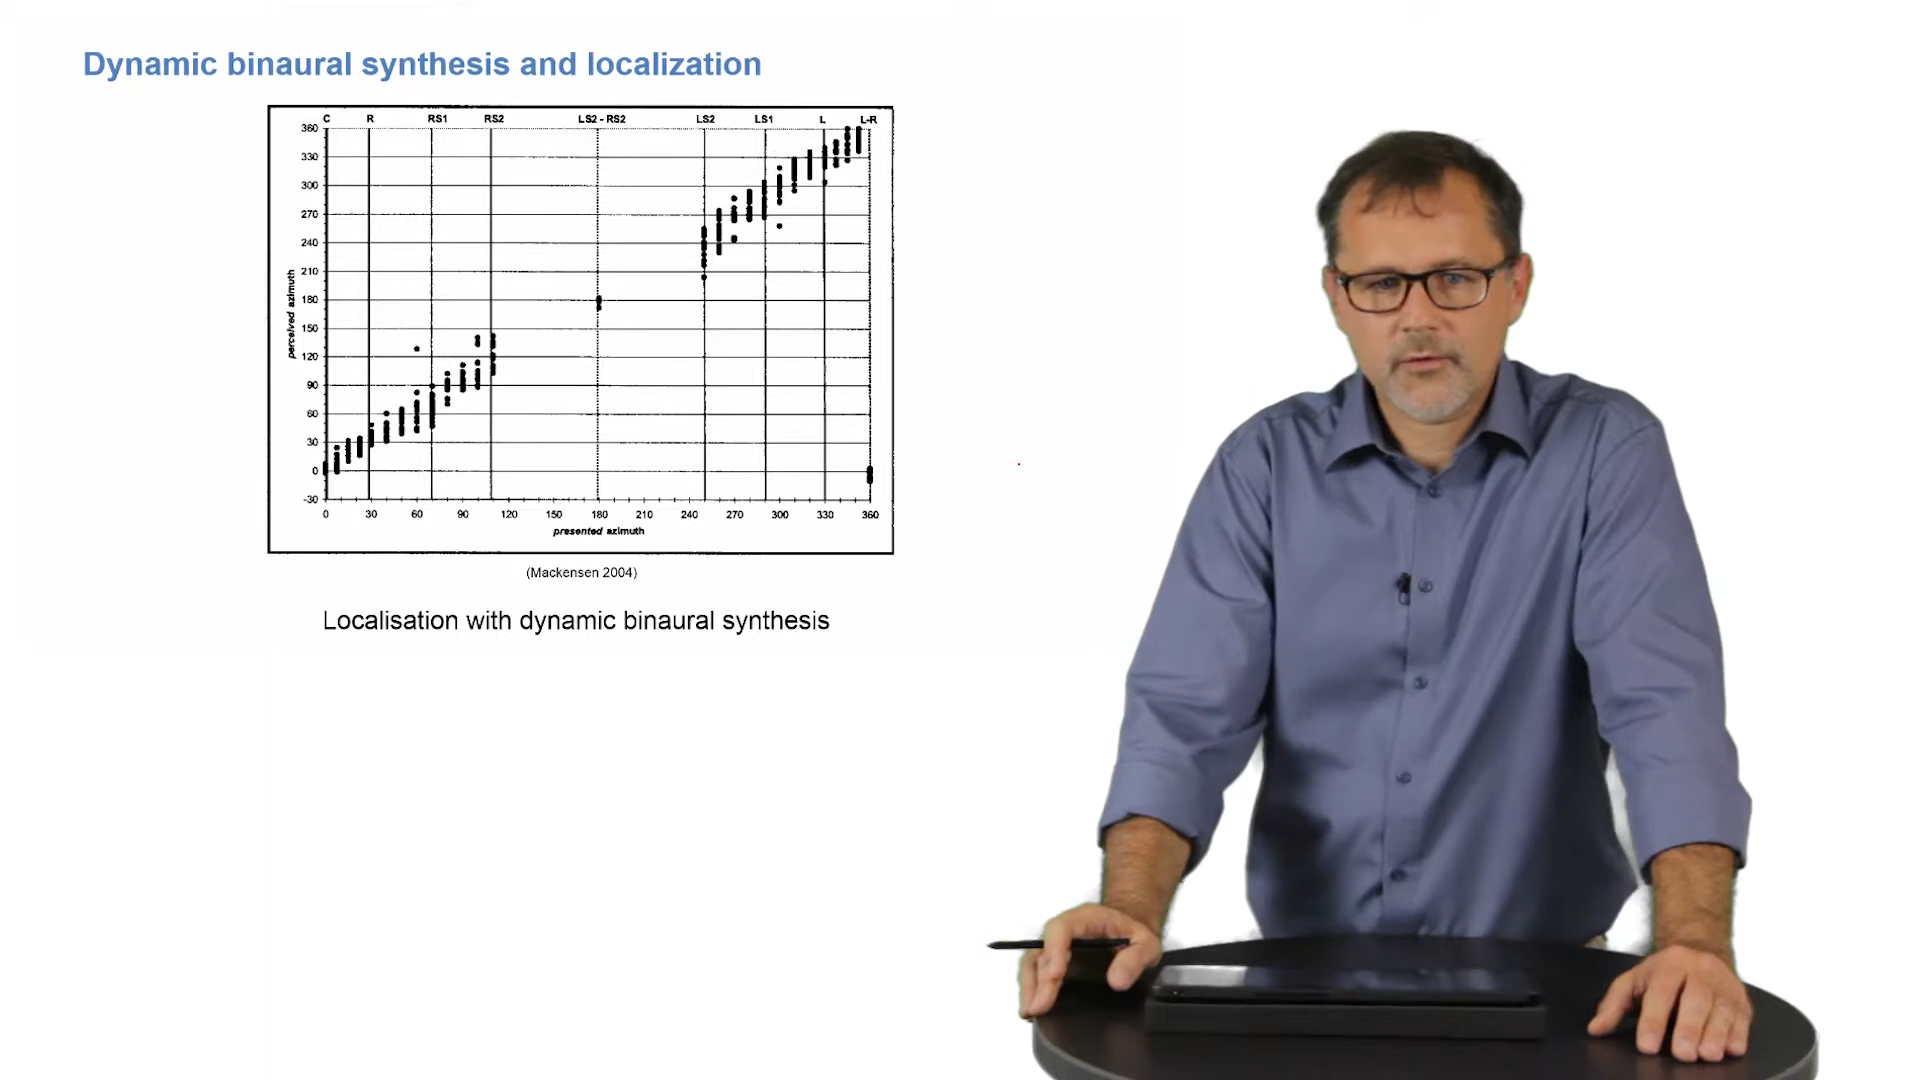 Dynamic binaural synthesis and localization
C R RS1 RS2 LS2 - RS2 LS2 LS1 L L-R
360
330
300
270
240
210
180
150
120
90
60
30
0
-30
perceived azimuth
0 30 60 90 120 150 180 210 240 270 300 330 360
presented azimuth
(Mackensen 2004)
Localisation with dynamic binaural synthesis